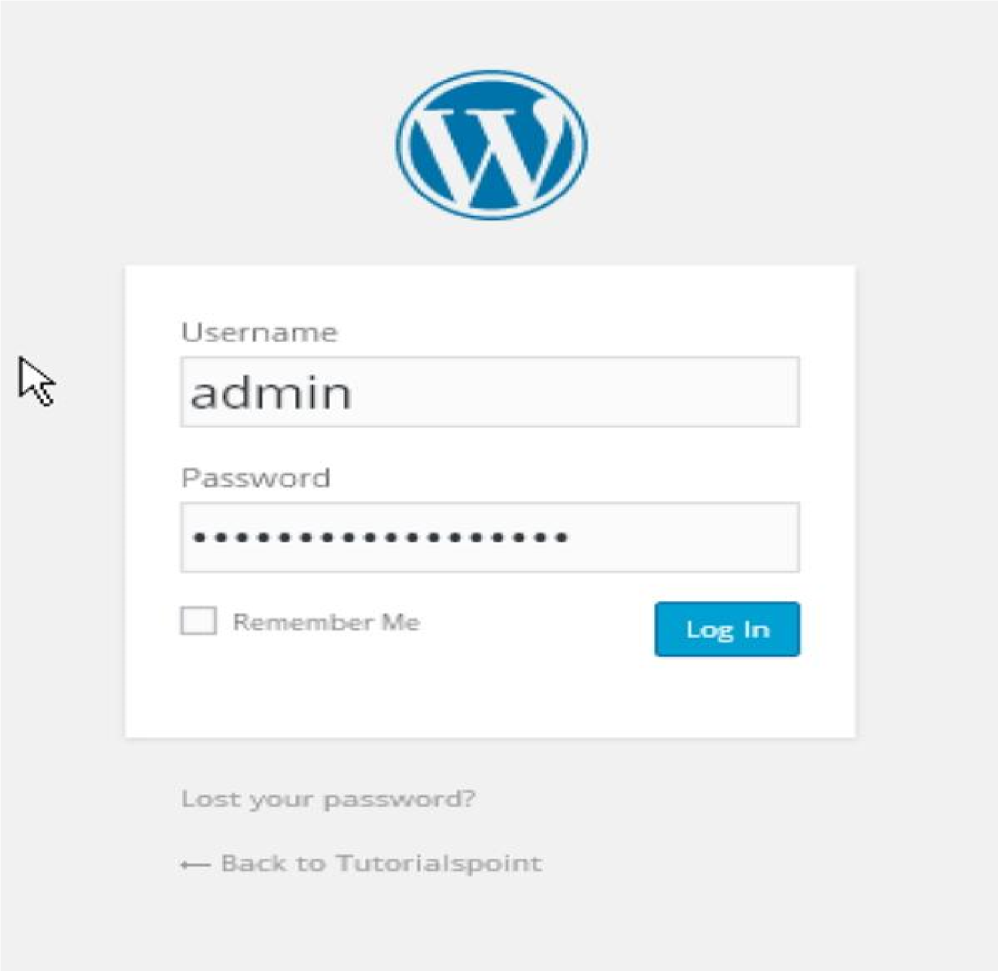 Username
admin
Password
••••••••••••••••••
Remember Me
Log In
Lost your password?
← Back to Tutorialspoint